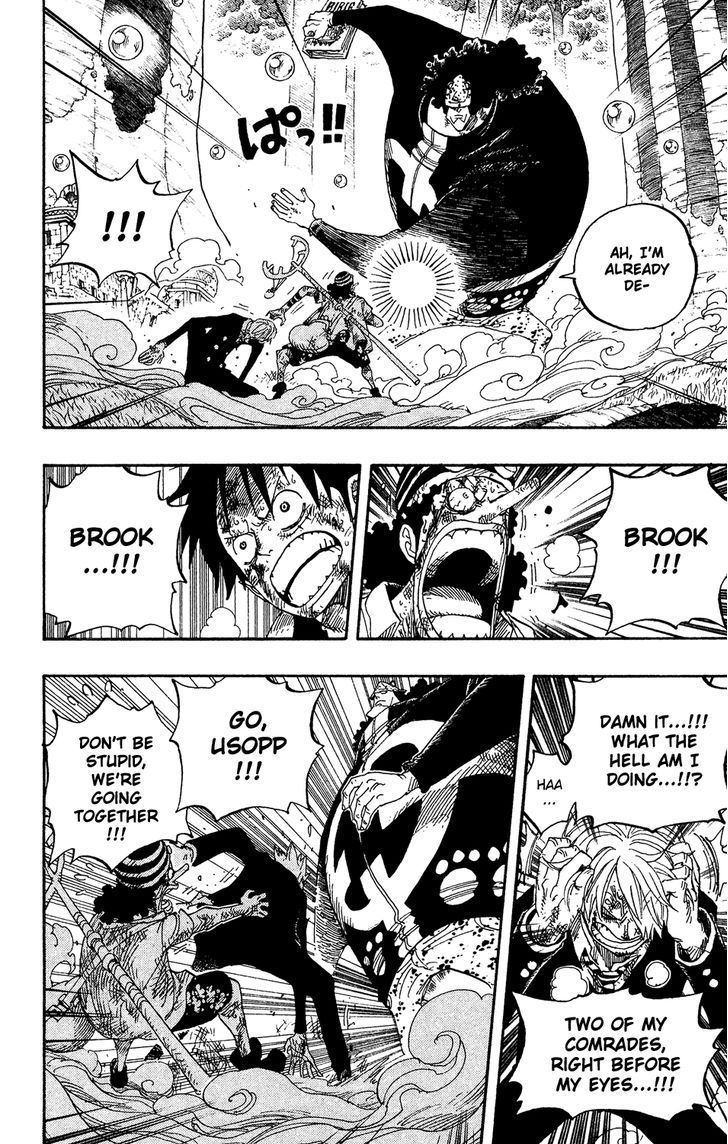 BIBLE
ぱっ!!
AH, I'M
ALREADY
DE-
!!!
BROOK
!!!
BROOK
...!!!
DAMN IT...!!!
WHAT THE
HELL AM I
DOING...!!?
HAA
...
TWO OF MY
COMRADES,
RIGHT BEFORE
MY EYES...!!!
GO,
USOPP
!!!
DON'T BE
STUPID,
WE'RE
GOING
TOGETHER
!!!